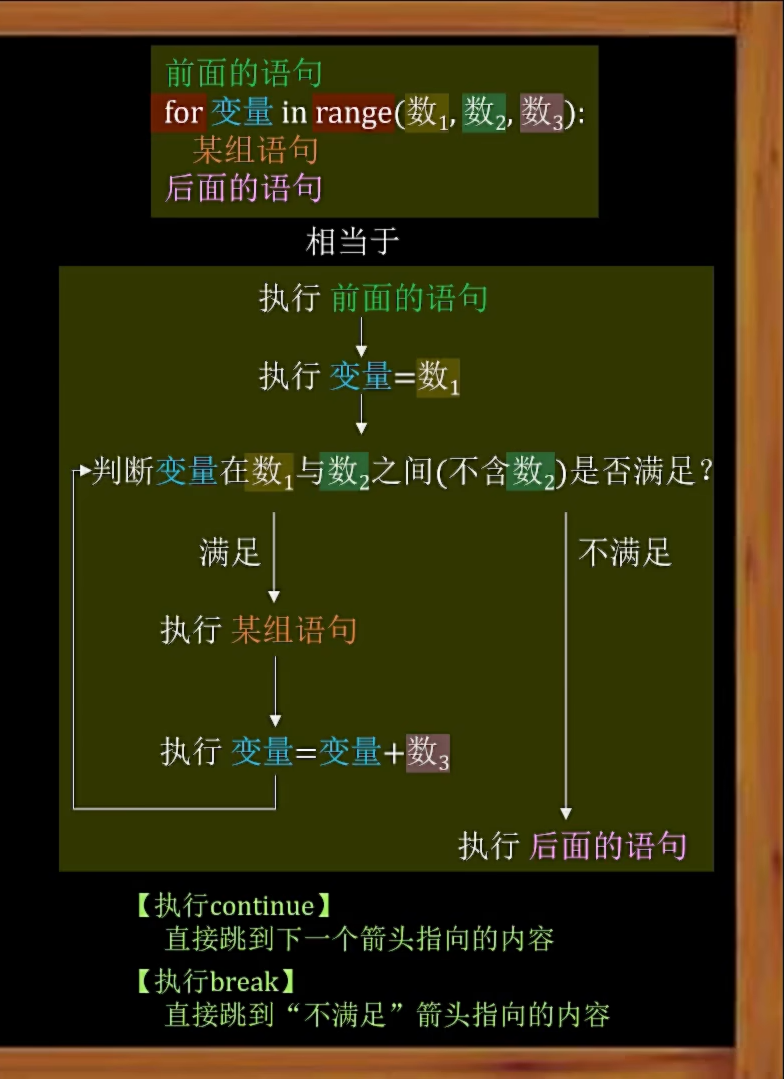 前面的语句
for 变量 in range(数₁, 数₂, 数₃):
某组语句
后面的语句
相当于
执行 前面的语句
执行 变量=数₁
判断变量在数₁与数₂之间(不含数₂)是否满足?
满足
不满足
执行 某组语句
执行 变量=变量+数₃
执行 后面的语句
【执行continue】
直接跳到下一个箭头指向的内容
【执行break】
直接跳到“不满足”箭头指向的内容